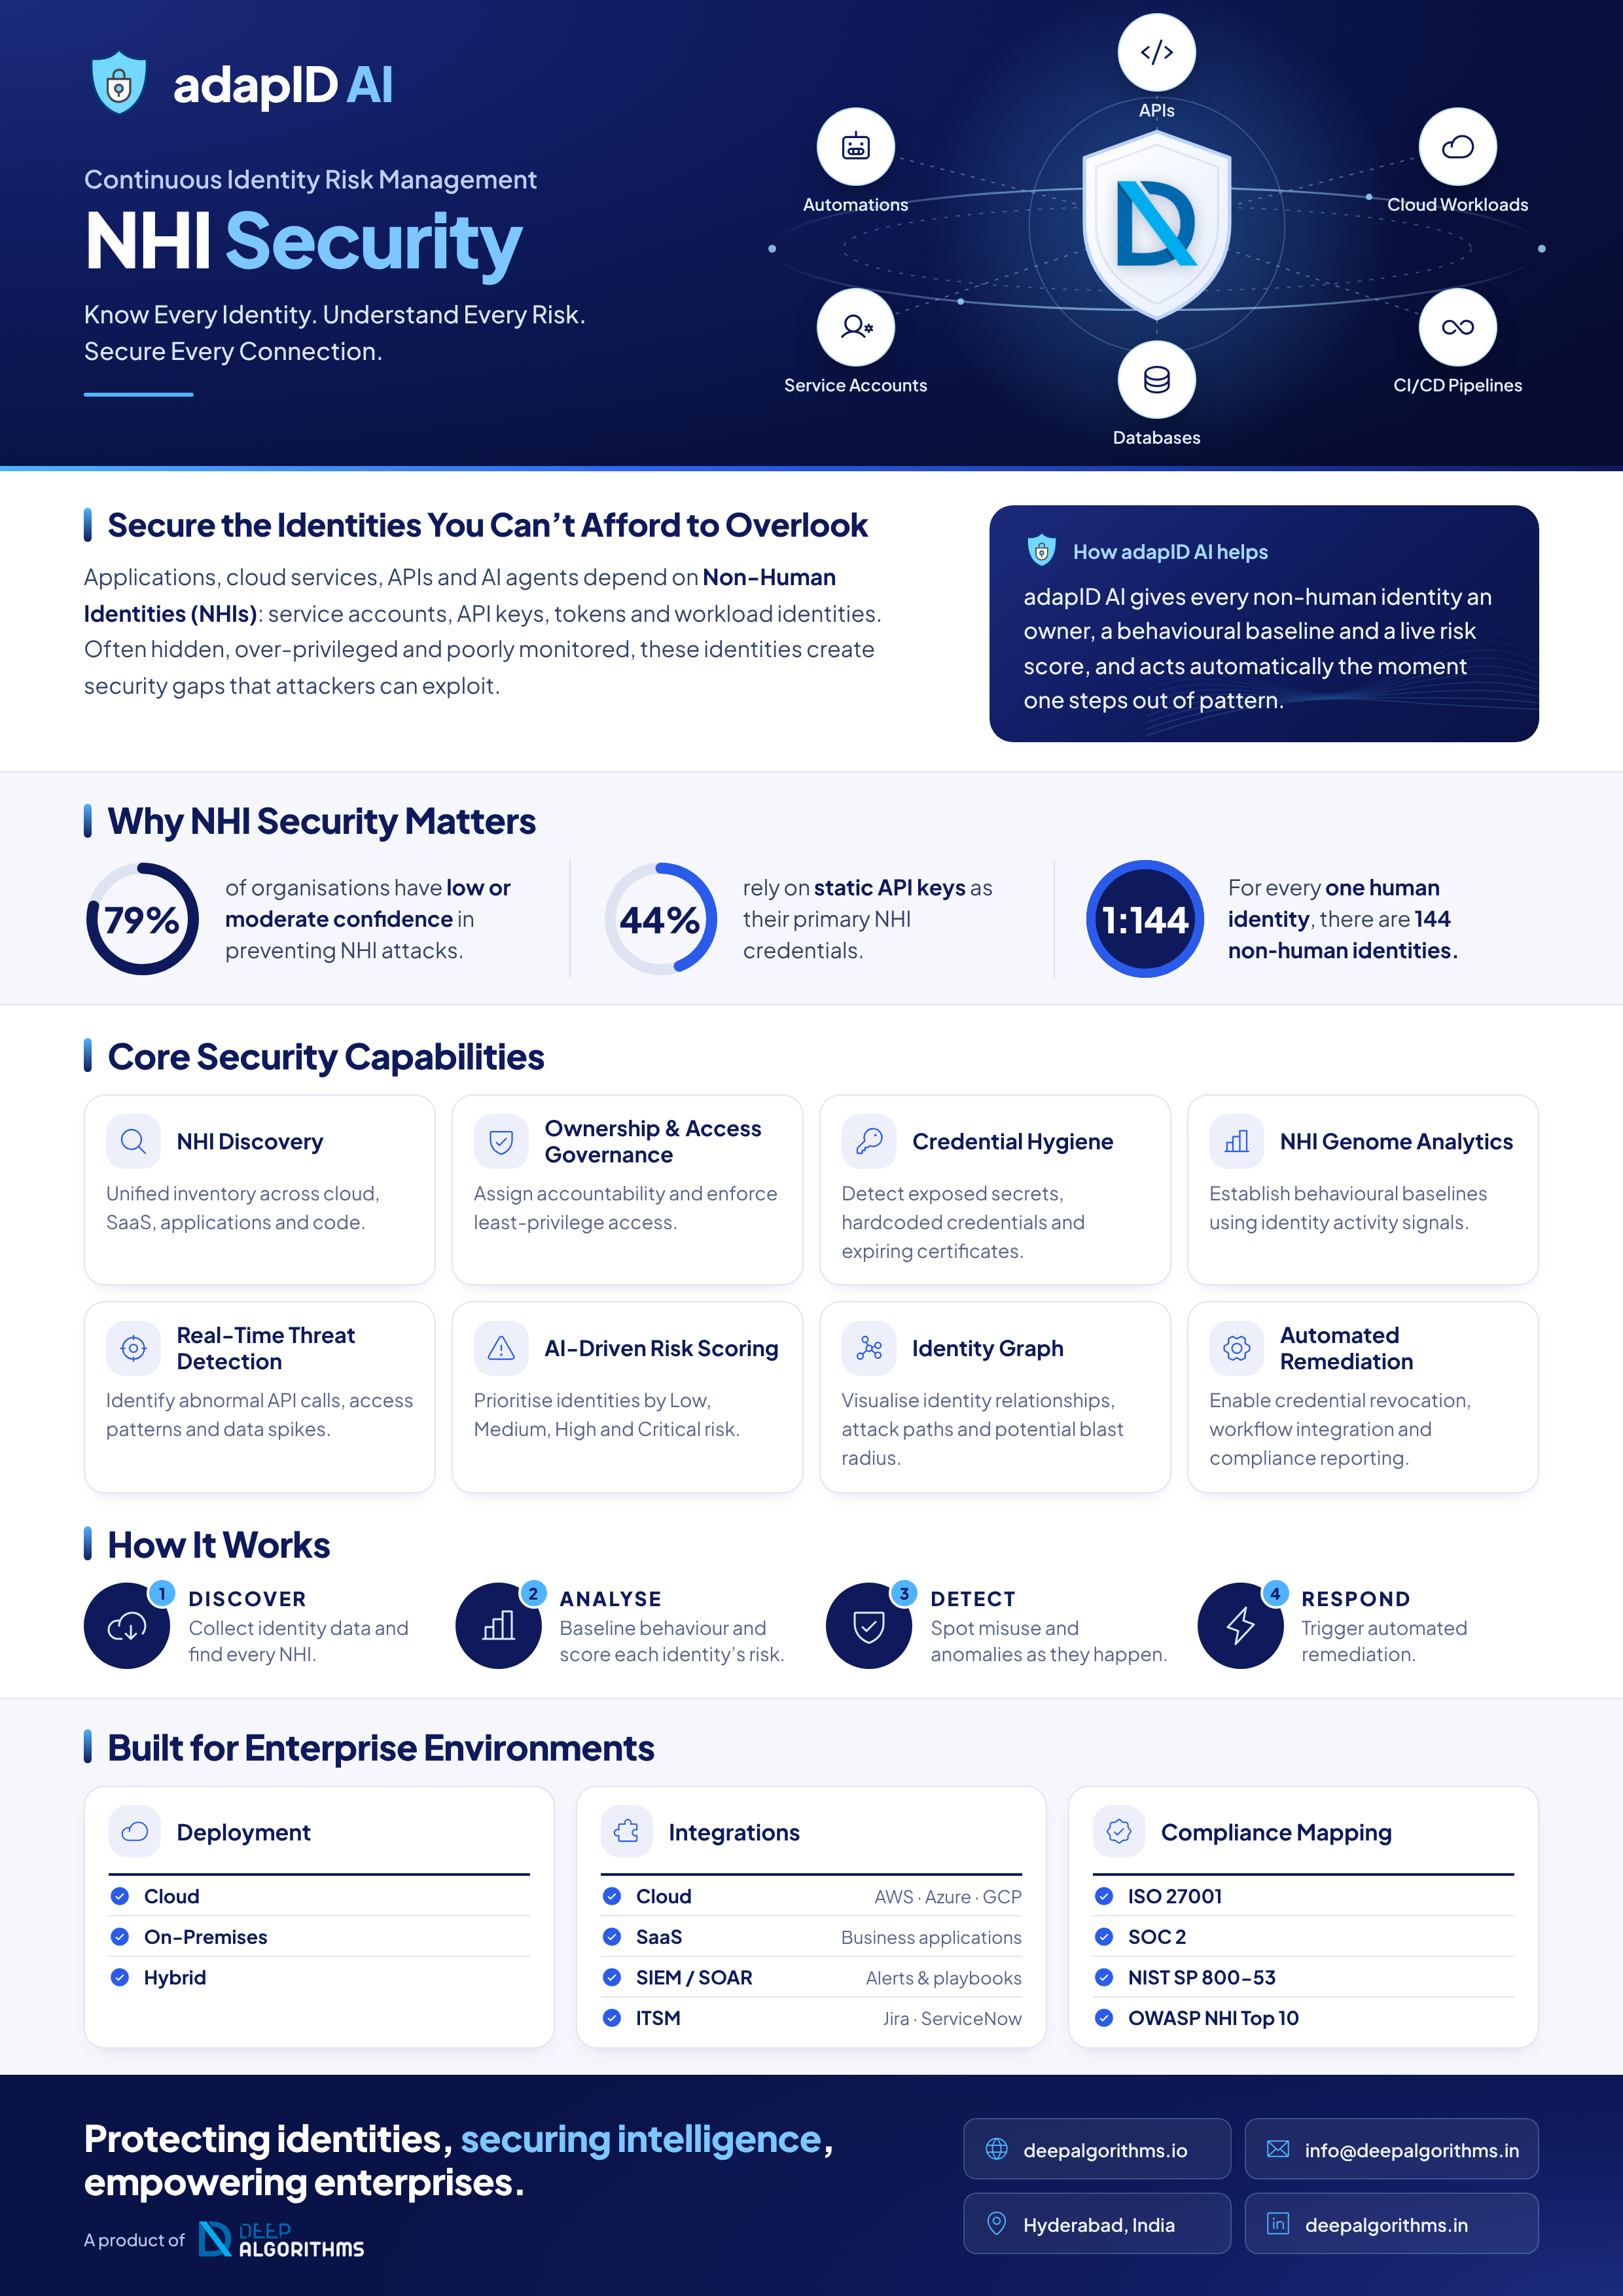 adapID AI
Continuous Identity Risk Management
NHI Security
Know Every Identity. Understand Every Risk.
Secure Every Connection.
APIs
Automations
Cloud Workloads
Service Accounts
CI/CD Pipelines
Databases
Secure the Identities You Can’t Afford to Overlook
Applications, cloud services, APIs and AI agents depend on Non-Human
Identities (NHIs): service accounts, API keys, tokens and workload identities.
Often hidden, over-privileged and poorly monitored, these identities create
security gaps that attackers can exploit.
How adapID AI helps
adapID AI gives every non-human identity an
owner, a behavioural baseline and a live risk
score, and acts automatically the moment
one steps out of pattern.
Why NHI Security Matters
79%
of organisations have low or
moderate confidence in
preventing NHI attacks.
44%
rely on static API keys as
their primary NHI
credentials.
1:144
For every one human
identity, there are 144
non-human identities.
Core Security Capabilities
NHI Discovery
Unified inventory across cloud,
SaaS, applications and code.
Ownership & Access
Governance
Assign accountability and enforce
least-privilege access.
Credential Hygiene
Detect exposed secrets,
hardcoded credentials and
expiring certificates.
NHI Genome Analytics
Establish behavioural baselines
using identity activity signals.
Real-Time Threat
Detection
Identify abnormal API calls, access
patterns and data spikes.
AI-Driven Risk Scoring
Prioritise identities by Low,
Medium, High and Critical risk.
Identity Graph
Visualise identity relationships,
attack paths and potential blast
radius.
Automated
Remediation
Enable credential revocation,
workflow integration and
compliance reporting.
How It Works
1
DISCOVER
Collect identity data and
find every NHI.
2
ANALYSE
Baseline behaviour and
score each identity’s risk.
3
DETECT
Spot misuse and
anomalies as they happen.
4
RESPOND
Trigger automated
remediation.
Built for Enterprise Environments
Deployment
Cloud
On-Premises
Hybrid
Integrations
Cloud AWS · Azure · GCP
SaaS Business applications
SIEM / SOAR Alerts & playbooks
ITSM Jira · ServiceNow
Compliance Mapping
ISO 27001
SOC 2
NIST SP 800-53
OWASP NHI Top 10
Protecting identities, securing intelligence,
empowering enterprises.
A product of
DEEP
ALGORITHMS
deepalgorithms.io
info@deepalgorithms.in
Hyderabad, India
deepalgorithms.in